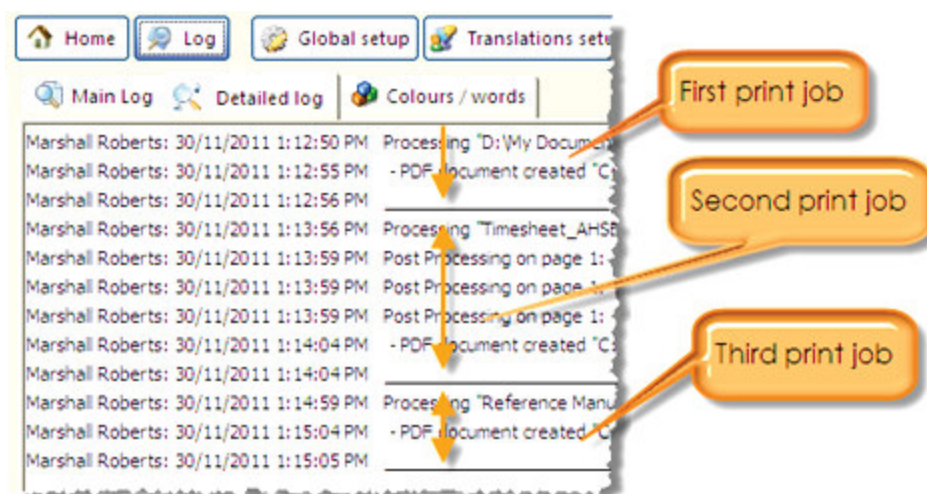 Home Log Global setup Translations sete
Main Log Detailed log Colours / words
First print job
Marshall Roberts: 30/11/2011 1:12:50 PM Processing "D:\My Documen
Marshall Roberts: 30/11/2011 1:12:55 PM - PDF document created "C:
Marshall Roberts: 30/11/2011 1:12:56 PM
Second print job
Marshall Roberts: 30/11/2011 1:13:56 PM Processing "Timesheet_AHSE
Marshall Roberts: 30/11/2011 1:13:59 PM Post Processing on page 1:
Marshall Roberts: 30/11/2011 1:13:59 PM Post Processing on page 1:
Marshall Roberts: 30/11/2011 1:13:59 PM Post Processing on page 1:
Marshall Roberts: 30/11/2011 1:14:04 PM - PDF document created "C:
Marshall Roberts: 30/11/2011 1:14:04 PM
Third print job
Marshall Roberts: 30/11/2011 1:14:59 PM Processing "Reference Manu
Marshall Roberts: 30/11/2011 1:15:04 PM - PDF document created "C
Marshall Roberts: 30/11/2011 1:15:05 PM